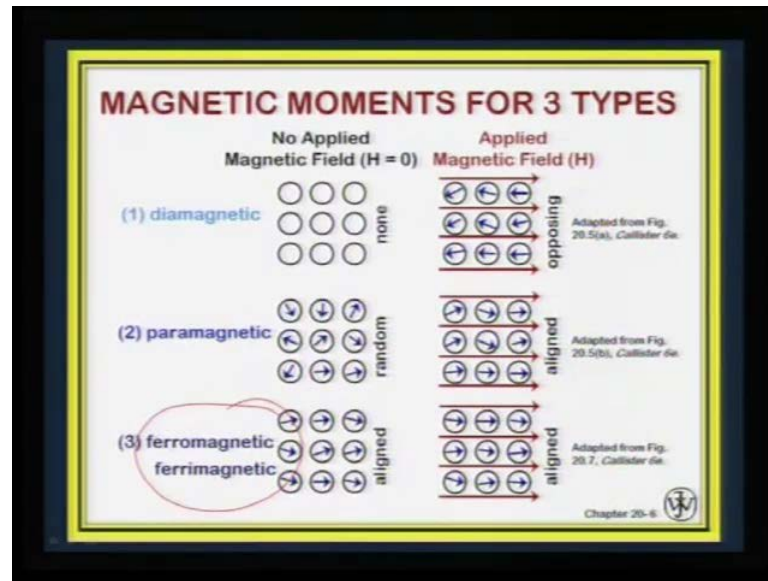 MAGNETIC MOMENTS FOR 3 TYPES
No Applied
Magnetic Field (H = 0)
Applied
Magnetic Field (H)
(1) diamagnetic
none
opposing
Adapted from Fig.
20.5(a), Callister 6e.
(2) paramagnetic
random
aligned
Adapted from Fig.
20.5(b), Callister 6e.
(3) ferromagnetic
ferrimagnetic
aligned
aligned
Adapted from Fig.
20.7, Callister 6e.
Chapter 20- 6